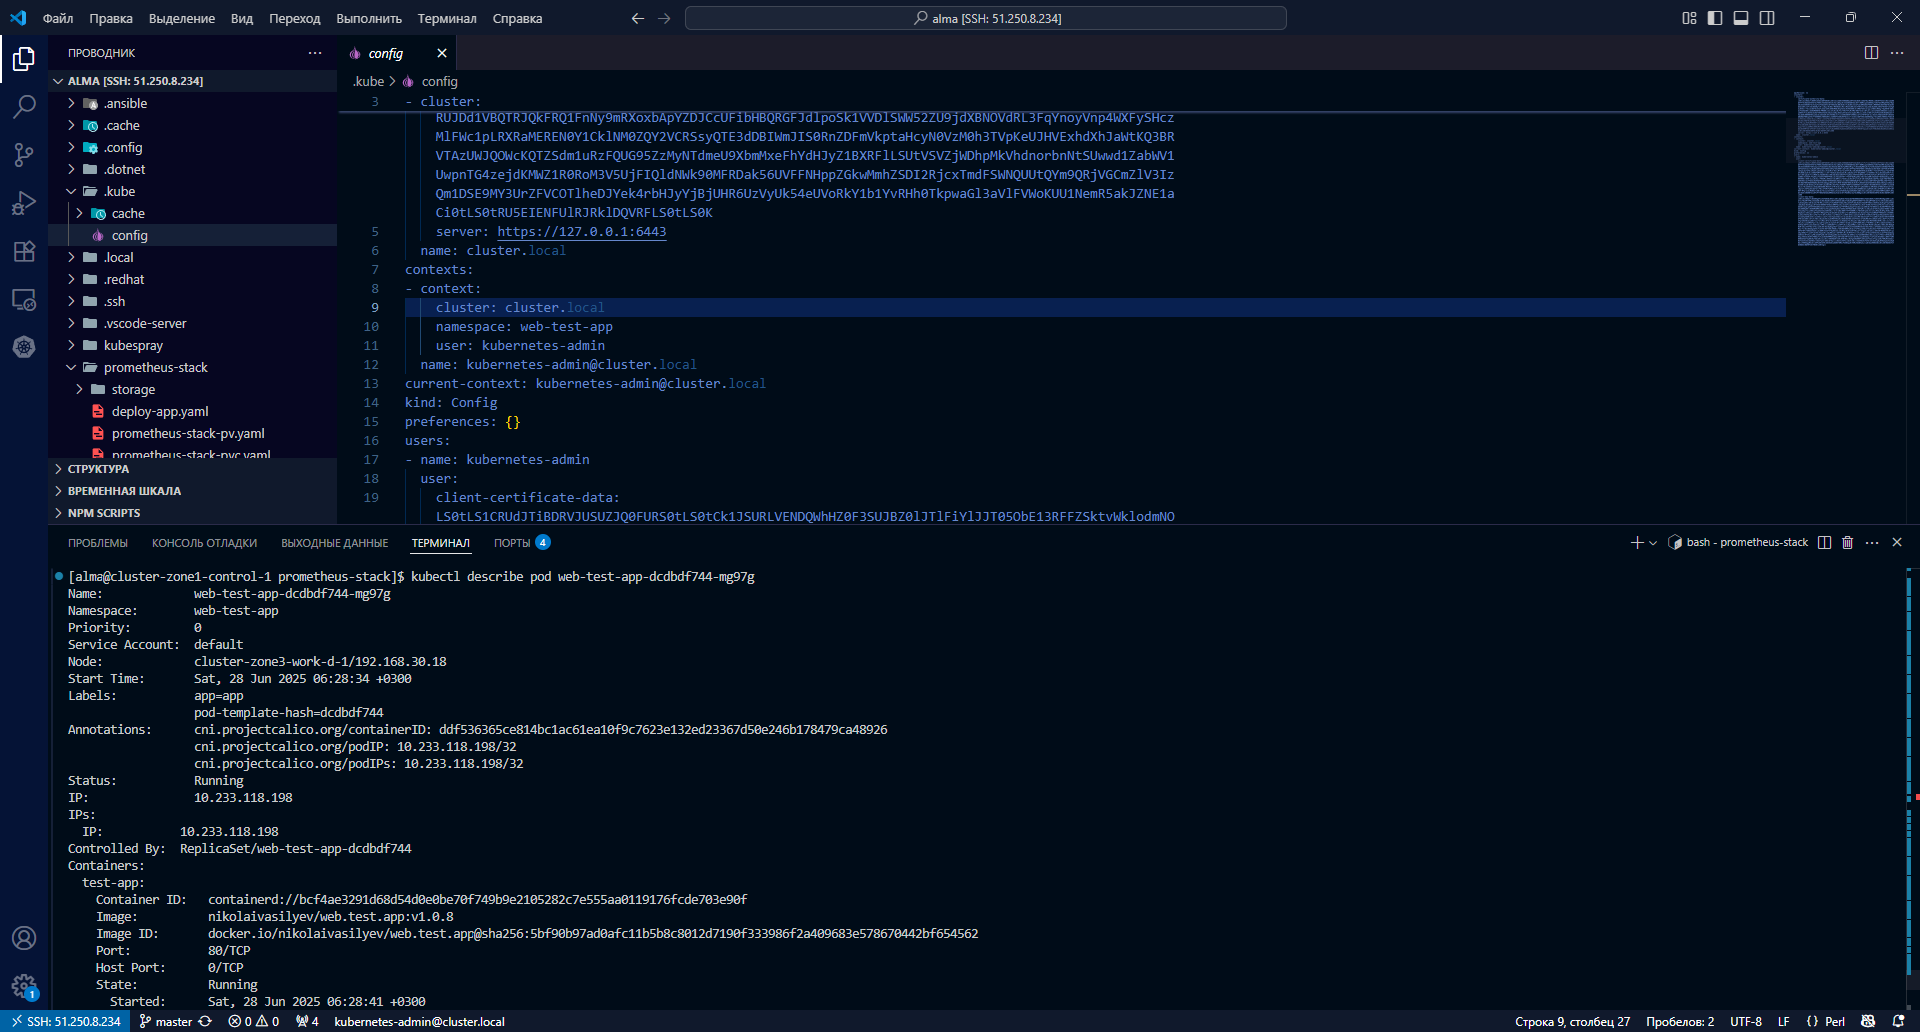 Файл Правка Выделение Вид Переход Выполнить Терминал Справка
alma [SSH: 51.250.8.234]
ПРОВОДНИК
ALMA [SSH: 51.250.8.234]
.ansible
.cache
.config
.dotnet
.kube
cache
config
.local
.redhat
.ssh
.vscode-server
kubespray
prometheus-stack
storage
deploy-app.yaml
prometheus-stack-pv.yaml
prometheus-stack-pvc.yaml
СТРУКТУРА
ВРЕМЕННАЯ ШКАЛА
NPM SCRIPTS
config
.kube > config
3 - cluster:
5 server: https://127.0.0.1:6443
6 name: cluster.local
7 contexts:
8 - context:
9 cluster: cluster.local
10 namespace: web-test-app
11 user: kubernetes-admin
12 name: kubernetes-admin@cluster.local
13 current-context: kubernetes-admin@cluster.local
14 kind: Config
15 preferences: {}
16 users:
17 - name: kubernetes-admin
18 user:
19 client-certificate-data:
ПРОБЛЕМЫ КОНСОЛЬ ОТЛАДКИ ВЫХОДНЫЕ ДАННЫЕ ТЕРМИНАЛ ПОРТЫ 4
bash - prometheus-stack
[alma@cluster-zone1-control-1 prometheus-stack]$ kubectl describe pod web-test-app-dcdbdf744-mg97g
Name: web-test-app-dcdbdf744-mg97g
Namespace: web-test-app
Priority: 0
Service Account: default
Node: cluster-zone3-work-d-1/192.168.30.18
Start Time: Sat, 28 Jun 2025 06:28:34 +0300
Labels: app=app
pod-template-hash=dcdbdf744
Annotations: cni.projectcalico.org/containerID: ddf536365ce814bc1ac61ea10f9c7623e132ed23367d50e246b178479ca48926
cni.projectcalico.org/podIP: 10.233.118.198/32
cni.projectcalico.org/podIPs: 10.233.118.198/32
Status: Running
IP: 10.233.118.198
IPs:
IP: 10.233.118.198
Controlled By: ReplicaSet/web-test-app-dcdbdf744
Containers:
test-app:
Container ID: containerd://bcf4ae3291d68d54d0e0be70f749b9e2105282c7e555aa0119176fcde703e90f
Image: nikolaivasilyev/web.test.app:v1.0.8
Image ID: docker.io/nikolaivasilyev/web.test.app@sha256:5bf90b97ad0afc11b5b8c8012d7190f333986f2a409683e578670442bf654562
Port: 80/TCP
Host Port: 0/TCP
State: Running
Started: Sat, 28 Jun 2025 06:28:41 +0300
1
SSH: 51.250.8.234 master 0 0 4 kubernetes-admin@cluster.local
Строка 9, столбец 27 Пробелов: 2 UTF-8 LF {} Perl